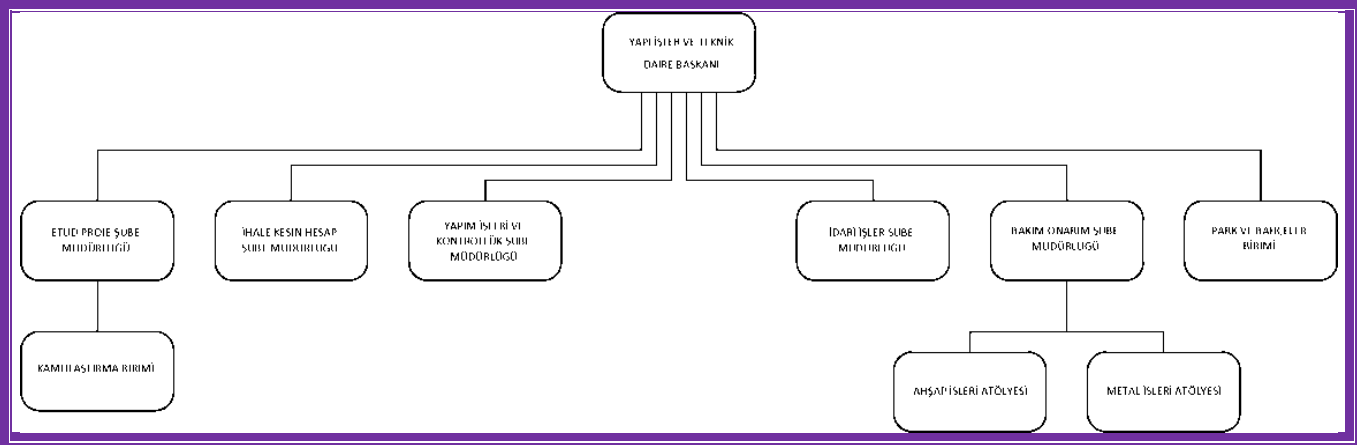 YAPI İŞLER VE TEKNİK
DAİRE BAŞKANI
ETUD PROJE ŞUBE
MÜDÜRLÜĞÜ
İHALE KESİN HESAP
ŞUBE MÜDÜRLÜĞÜ
YAPIM İŞLERİ VE
KONTROLLÜK ŞUBE
MÜDÜRLÜĞÜ
İDARİ İŞLER ŞUBE
MÜDÜRLÜĞÜ
BAKIM ONARIM ŞUBE
MÜDÜRLÜĞÜ
PARK VE BAHÇELER
BİRİMİ
KAMULAŞTIRMA BİRİMİ
AHŞAP İŞLERİ ATÖLYESİ
METAL İŞLERİ ATÖLYESİ